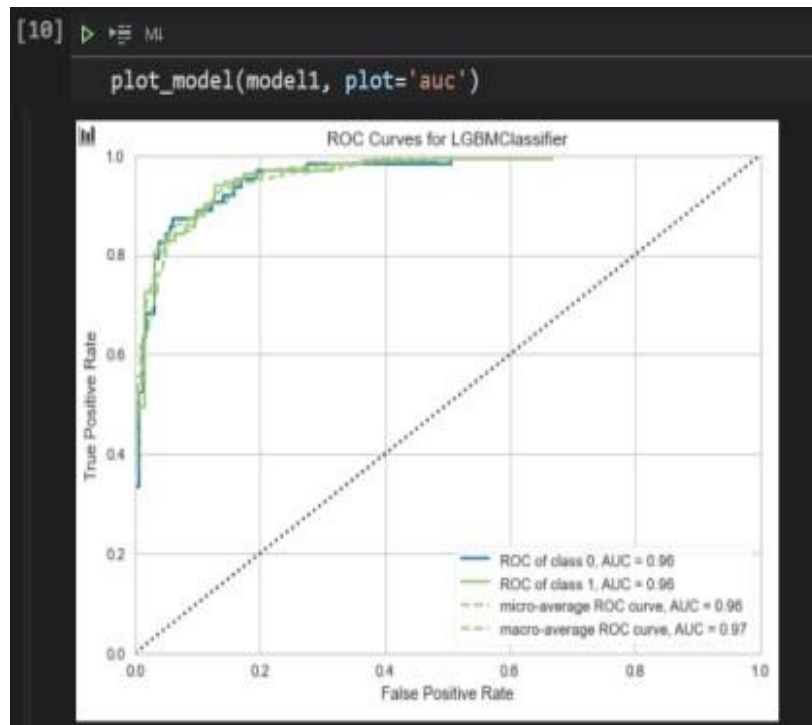 [10] M↓
plot_model(model1, plot='auc')
ROC Curves for LGBMClassifier
1.0
0.8
0.6
0.4
0.2
0.0
True Positive Rate
ROC of class 0, AUC = 0.96
ROC of class 1, AUC = 0.96
micro-average ROC curve, AUC = 0.96
macro-average ROC curve, AUC = 0.97
0.0 0.2 0.4 0.6 0.8 1.0
False Positive Rate